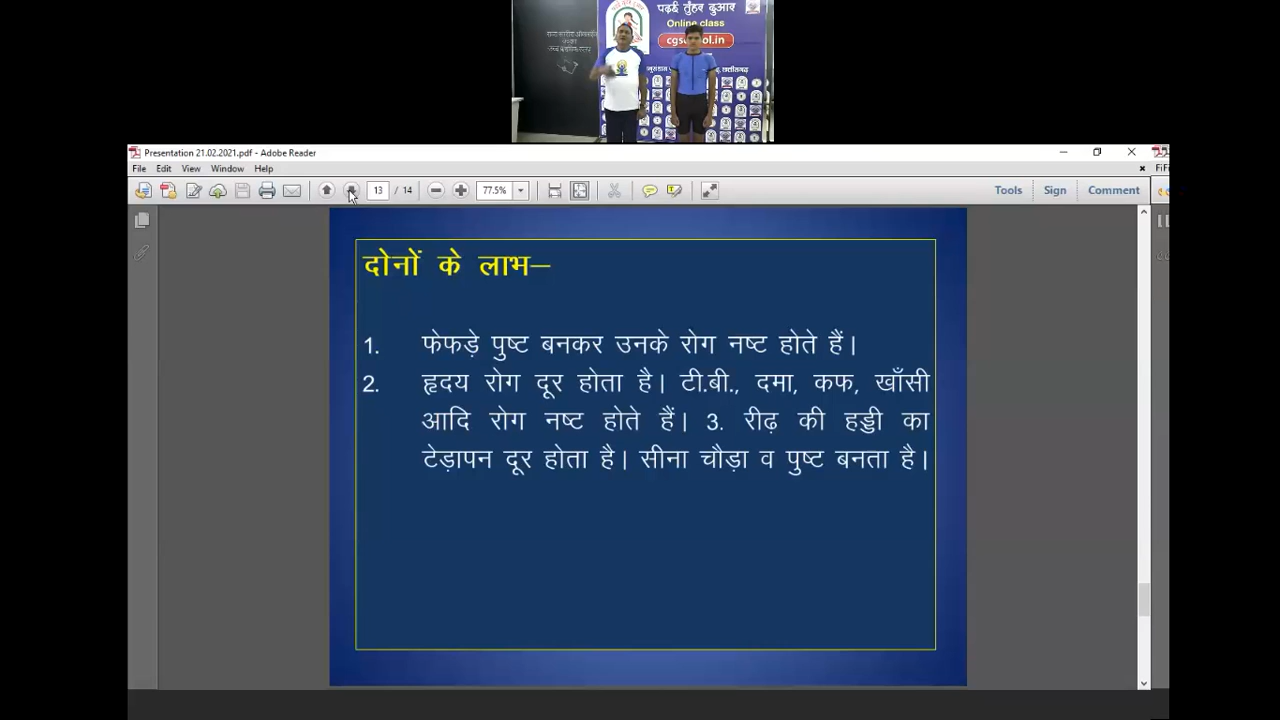 पढ़ई तुंहर दुआर
Online class
cgschool.in
Presentation 21.02.2021.pdf - Adobe Reader
File Edit View Window Help
13 / 14 77.5% Tools Sign Comment
दोनों के लाभ–
1. फेफड़े पुष्ट बनकर उनके रोग नष्ट होते हैं।
2. हृदय रोग दूर होता है। टी.बी., दमा, कफ, खाँसी
आदि रोग नष्ट होते हैं। 3. रीढ़ की हड्डी का
टेड़ापन दूर होता है। सीना चौड़ा व पुष्ट बनता है।